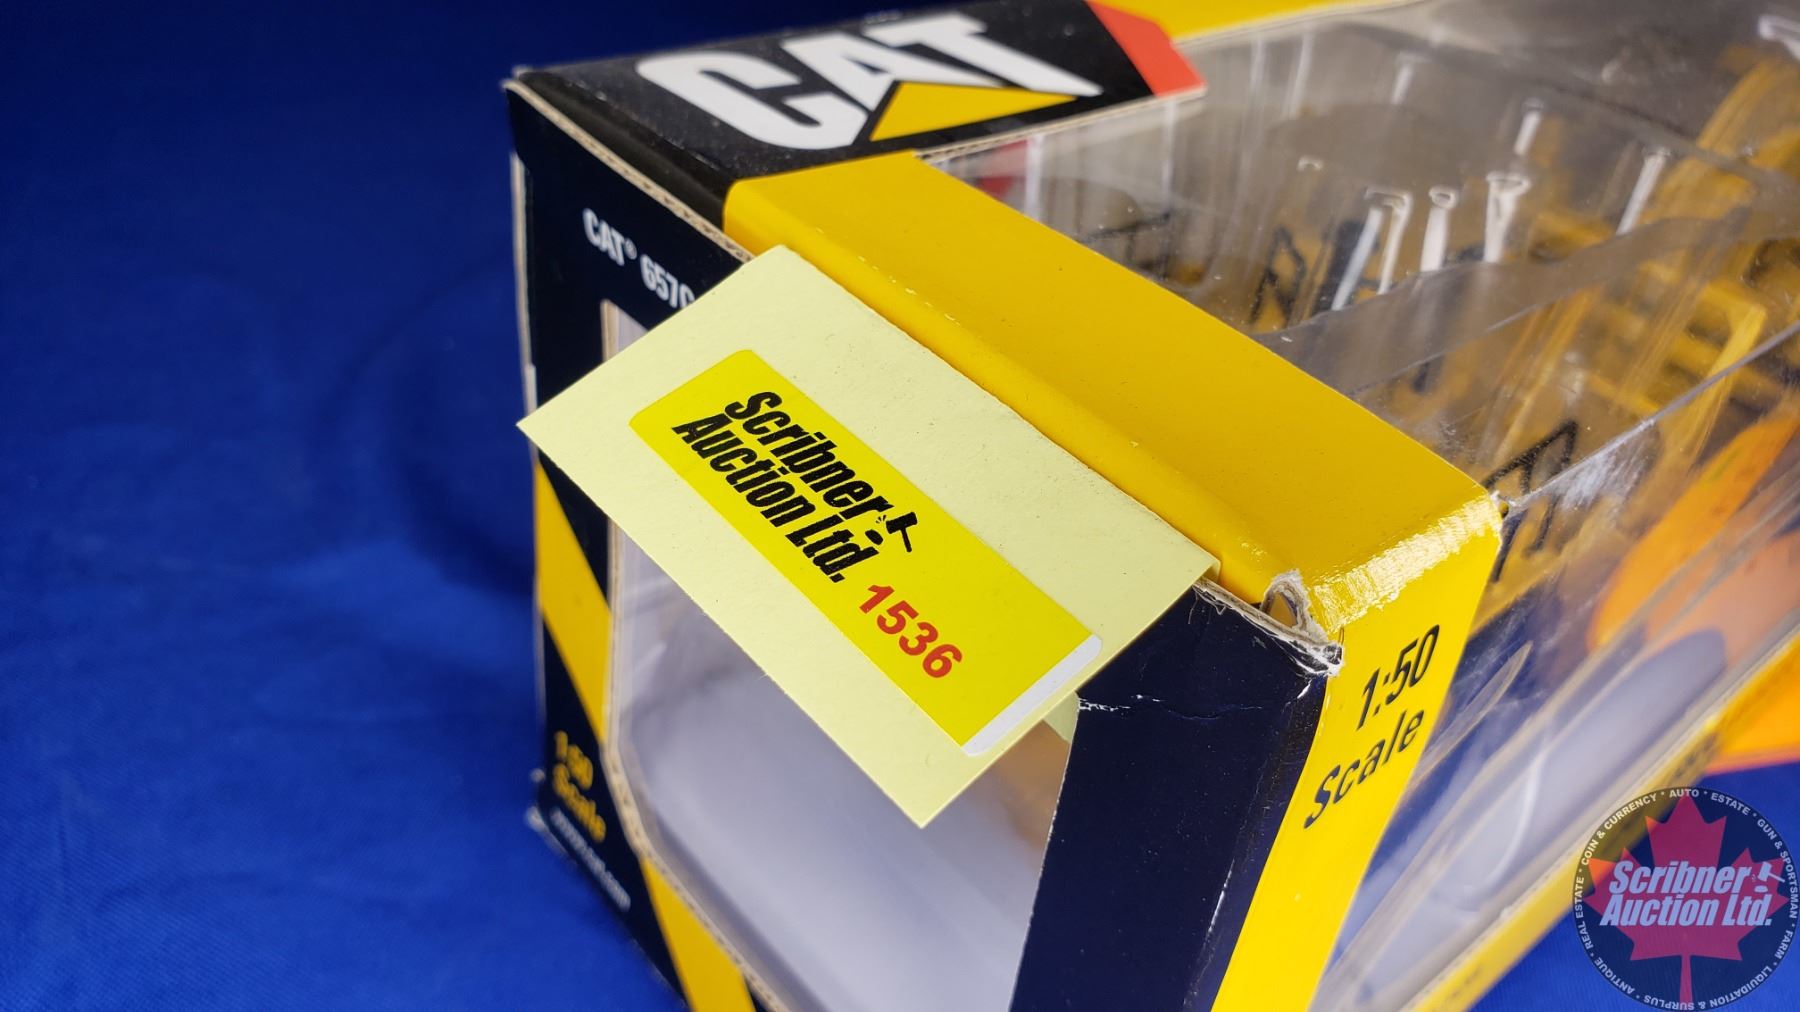 CAT
CAT® 657G
Scribner
Auction Ltd.
1536
1:50
Scale
1:50
Scale
COIN & CURRENCY * AUTO * ESTATE * GUN & SPORTSMAN * FARM * LIQUIDATION & SURPLUS * ANTIQUE * REAL ESTATE *
Scribner
Auction Ltd.